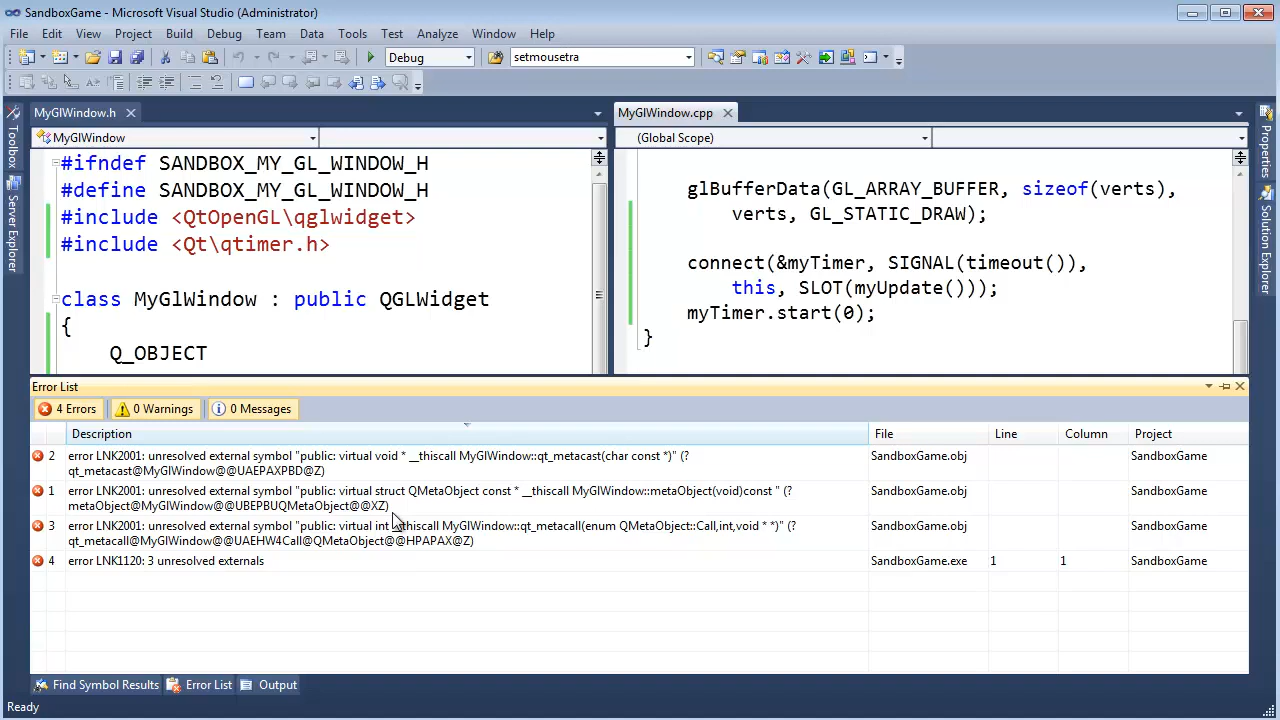 SandboxGame - Microsoft Visual Studio (Administrator)
File Edit View Project Build Debug Team Data Tools Test Analyze Window Help
Debug setmousetra
MyGlWindow.h MyGlWindow.cpp
MyGlWindow (Global Scope)
Toolbox
Server Explorer
#ifndef SANDBOX_MY_GL_WINDOW_H
#define SANDBOX_MY_GL_WINDOW_H
#include <QtOpenGL\qglwidget>
#include <Qt\qtimer.h>
class MyGlWindow : public QGLWidget
{
Q_OBJECT
glBufferData(GL_ARRAY_BUFFER, sizeof(verts),
verts, GL_STATIC_DRAW);
connect(&myTimer, SIGNAL(timeout()),
this, SLOT(myUpdate()));
myTimer.start(0);
}
Properties
Solution Explorer
Error List
4 Errors 0 Warnings 0 Messages
Description File Line Column Project
2 error LNK2001: unresolved external symbol "public: virtual void * __thiscall MyGlWindow::qt_metacast(char const *)" (? SandboxGame.obj SandboxGame
qt_metacast@MyGlWindow@@UAEPAXPBD@Z)
1 error LNK2001: unresolved external symbol "public: virtual struct QMetaObject const * __thiscall MyGlWindow::metaObject(void)const " (? SandboxGame.obj SandboxGame
metaObject@MyGlWindow@@UBEPBUQMetaObject@@XZ)
3 error LNK2001: unresolved external symbol "public: virtual int __thiscall MyGlWindow::qt_metacall(enum QMetaObject::Call,int,void * *)" (? SandboxGame.obj SandboxGame
qt_metacall@MyGlWindow@@UAEHW4Call@QMetaObject@@HPAPAX@Z)
4 error LNK1120: 3 unresolved externals SandboxGame.exe 1 1 SandboxGame
Find Symbol Results Error List Output
Ready